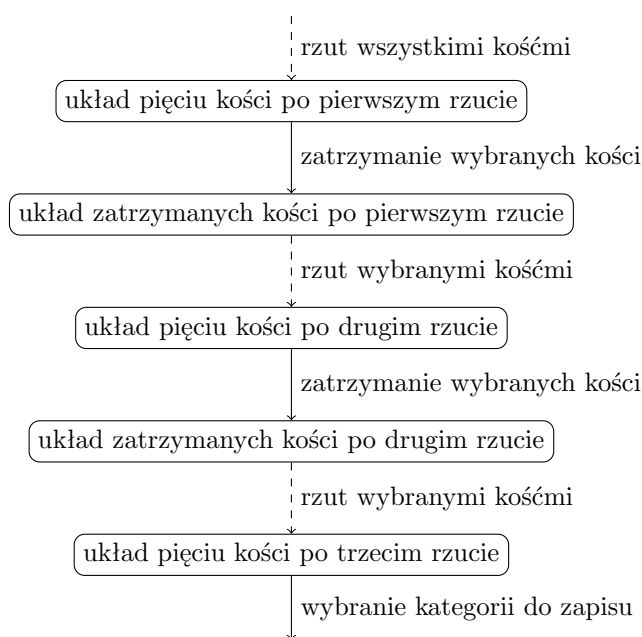 rzut wszystkimi kośćmi
układ pięciu kości po pierwszym rzucie
zatrzymanie wybranych kości
układ zatrzymanych kości po pierwszym rzucie
rzut wybranymi kośćmi
układ pięciu kości po drugim rzucie
zatrzymanie wybranych kości
układ zatrzymanych kości po drugim rzucie
rzut wybranymi kośćmi
układ pięciu kości po trzecim rzucie
wybranie kategorii do zapisu